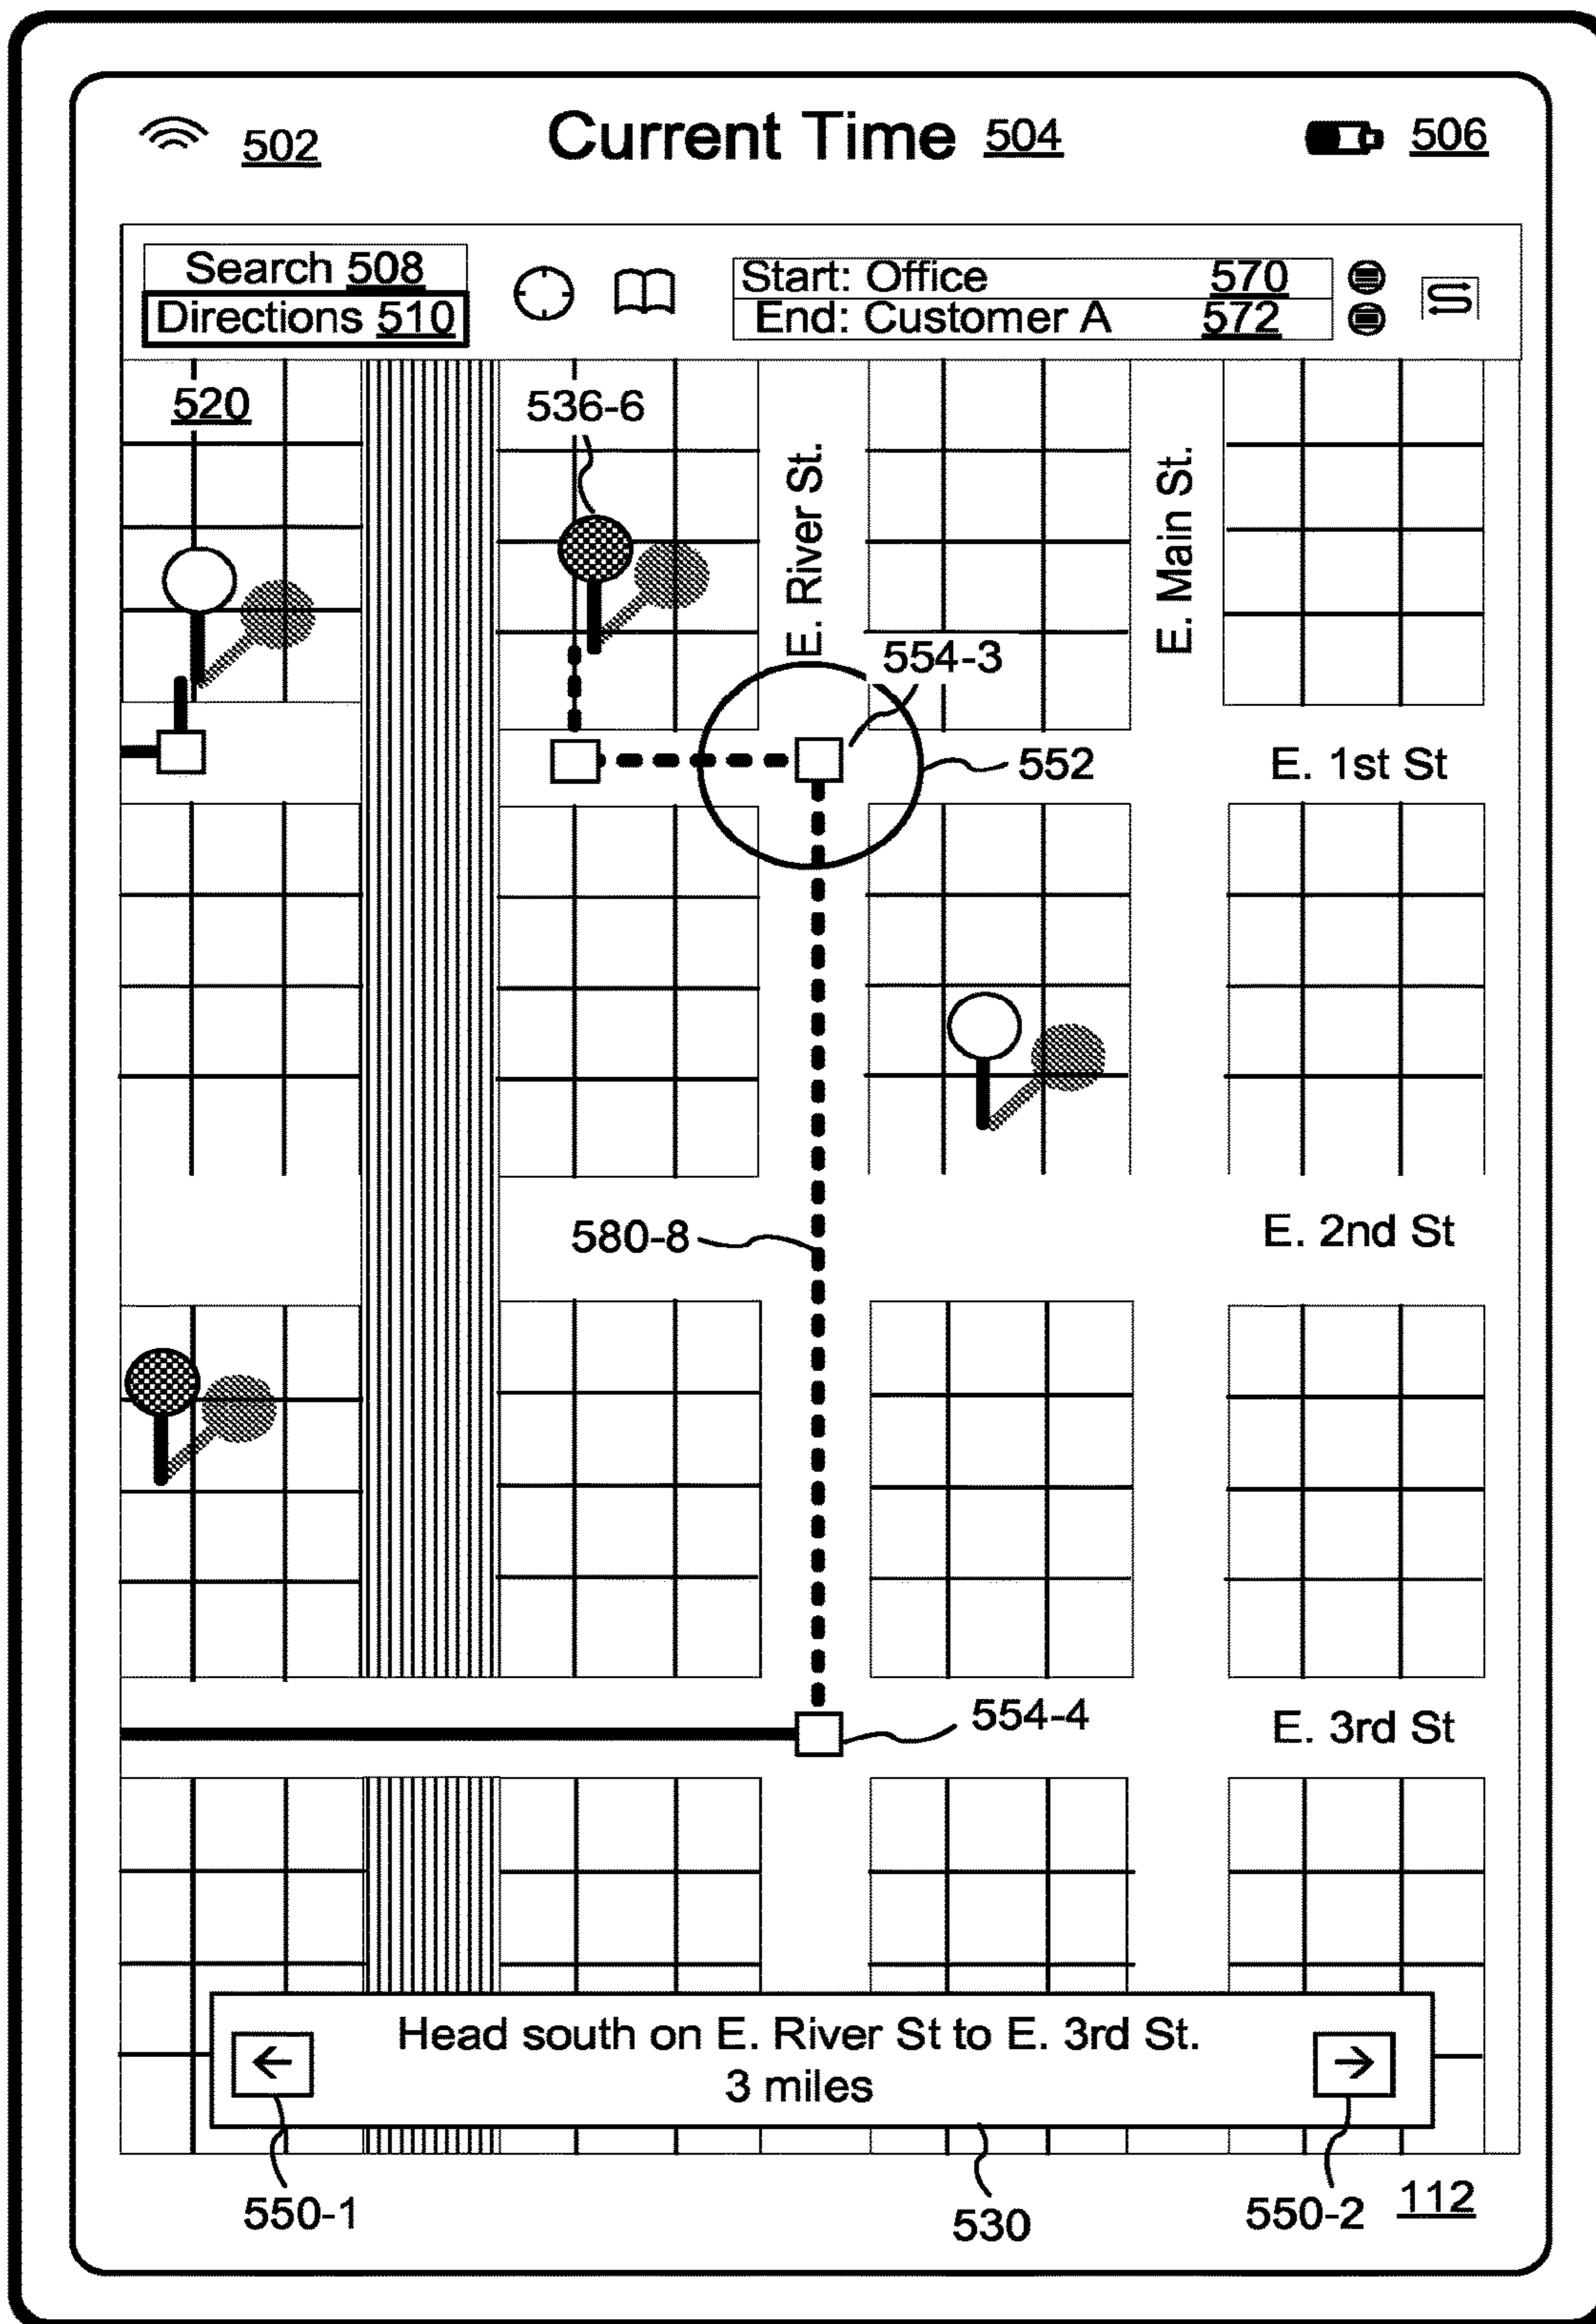 502
Current Time 504
506
Search 508
Directions 510
Start: Office 570
End: Customer A 572
520
536-6
E. River St.
E. Main St.
554-3
552
E. 1st St
580-8
E. 2nd St
554-4
E. 3rd St
Head south on E. River St to E. 3rd St.
3 miles
550-1
530
550-2
112